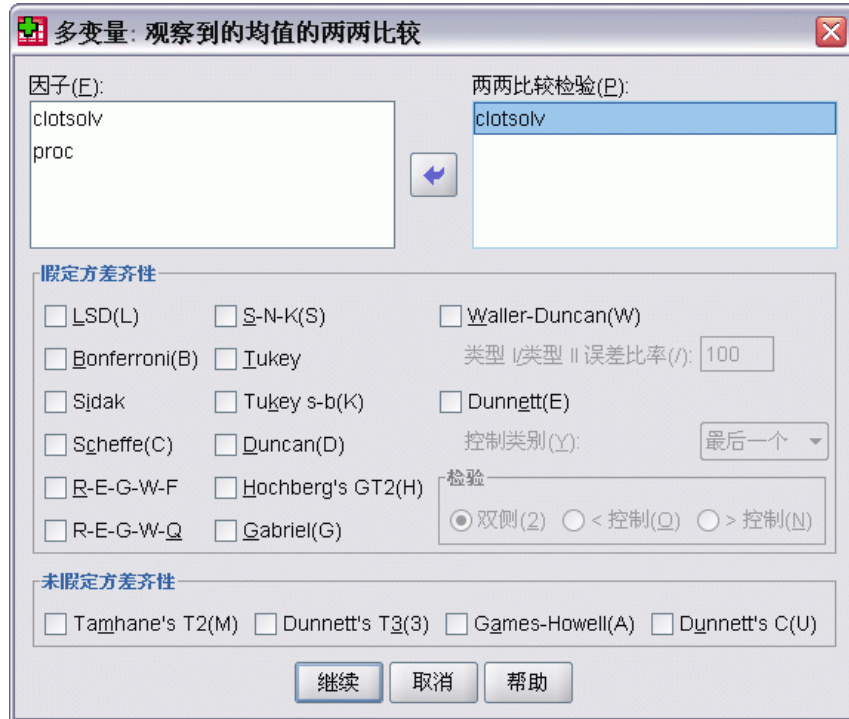 多变量: 观察到的均值的两两比较
因子(F):
clotsolv
proc
两两比较检验(P):
clotsolv
假定方差齐性
LSD(L) S-N-K(S) Waller-Duncan(W)
类型 I/类型 II 误差比率(/): 100
Bonferroni(B) Tukey
Sidak Tukey s-b(K) Dunnett(E)
Scheffe(C) Duncan(D) 控制类别(Y): 最后一个
R-E-G-W-F Hochberg's GT2(H) 检验
R-E-G-W-Q Gabriel(G) 双侧(2) < 控制(O) > 控制(N)
未假定方差齐性
Tamhane's T2(M) Dunnett's T3(3) Games-Howell(A) Dunnett's C(U)
继续 取消 帮助